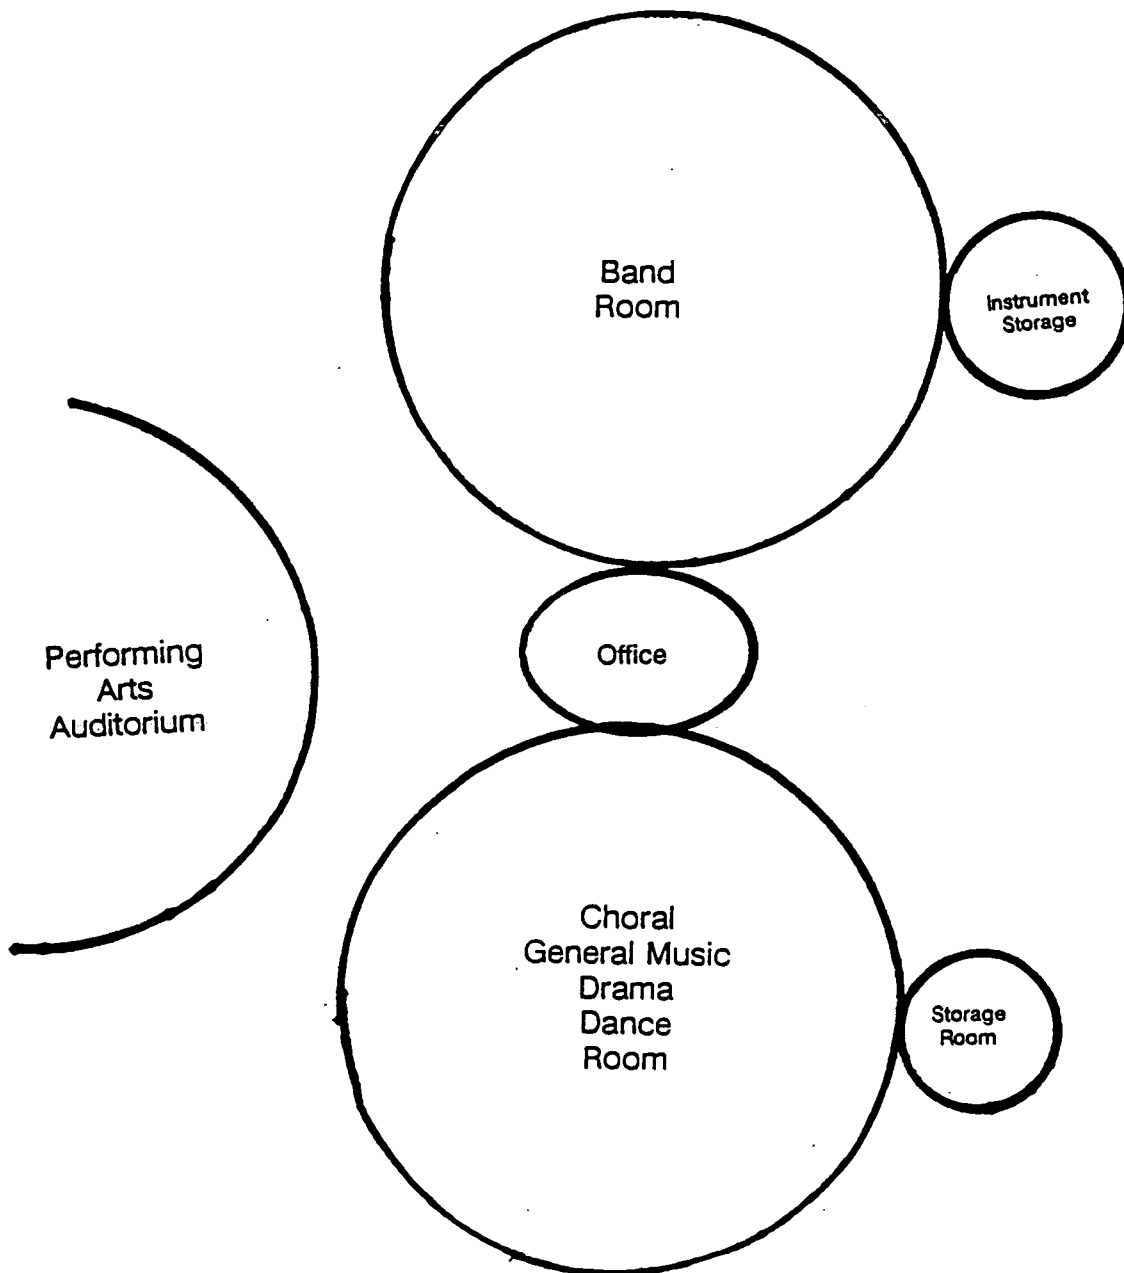 Band
Room
Instrument
Storage
Performing
Arts
Auditorium
Office
Choral
General Music
Drama
Dance
Room
Storage
Room